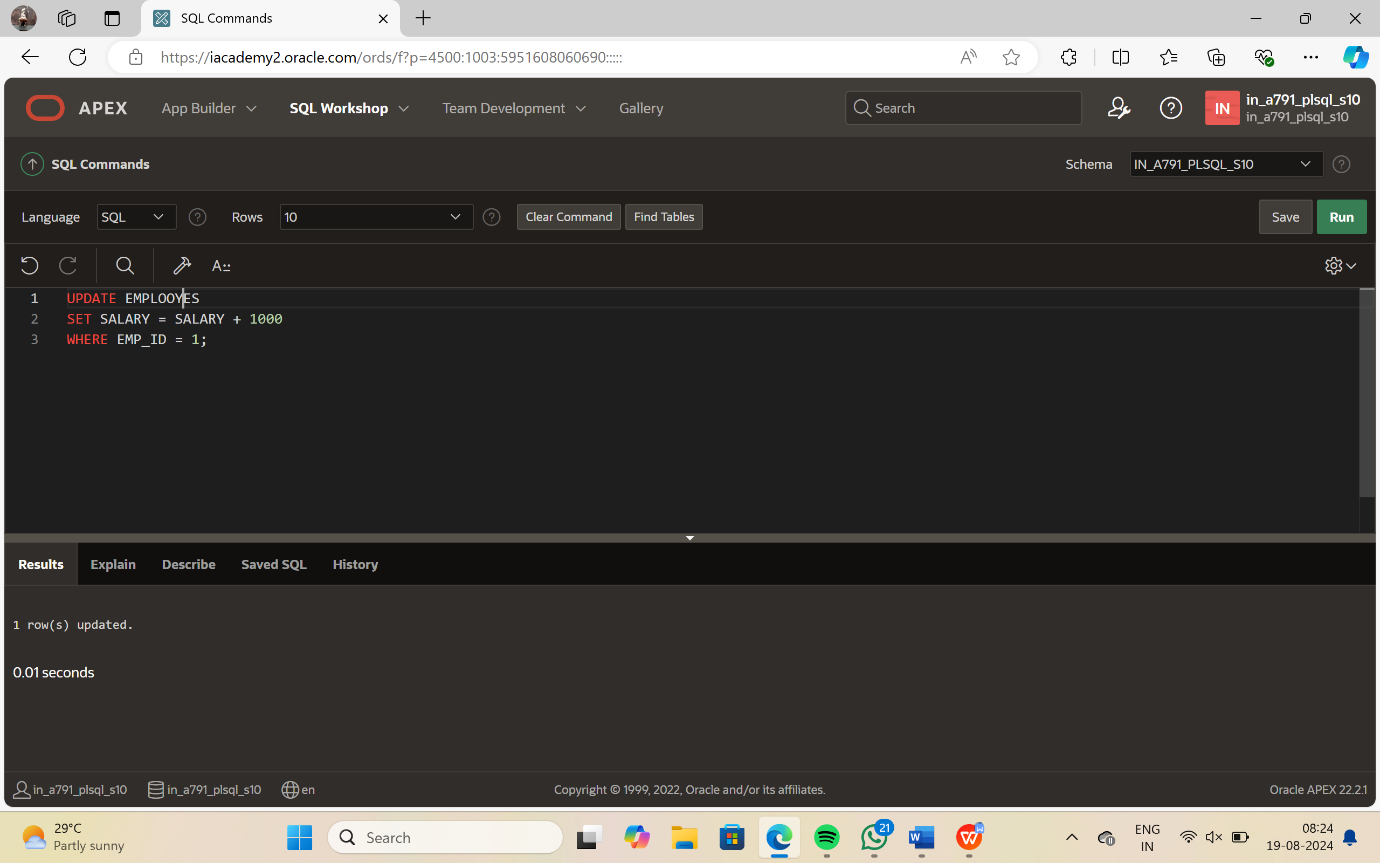 SQL Commands
https://iacademy2.oracle.com/ords/f?p=4500:1003:5951608060690:::::
APEX App Builder SQL Workshop Team Development Gallery Search IN in_a791_plsql_s10
in_a791_plsql_s10
SQL Commands Schema IN_A791_PLSQL_S10
Language SQL Rows 10 Clear Command Find Tables Save Run
1 UPDATE EMPLOOYES
2 SET SALARY = SALARY + 1000
3 WHERE EMP_ID = 1;
Results Explain Describe Saved SQL History
1 row(s) updated.
0.01 seconds
in_a791_plsql_s10 in_a791_plsql_s10 en Copyright © 1999, 2022, Oracle and/or its affiliates. Oracle APEX 22.2.1
29°C
Partly sunny
Search
21
ENG
IN
08:24
19-08-2024